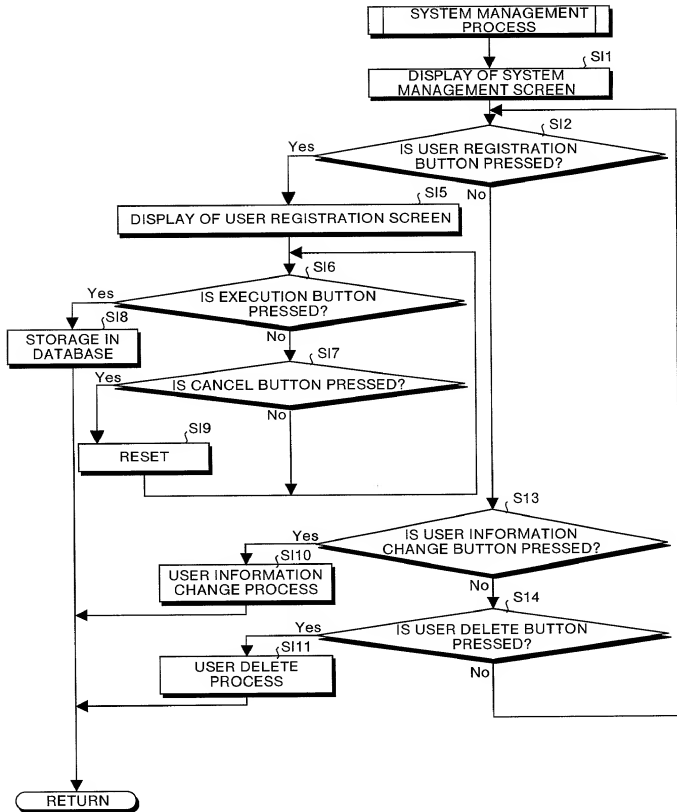 SYSTEM MANAGEMENT
PROCESS
SI1
DISPLAY OF SYSTEM
MANAGEMENT SCREEN
SI2
IS USER REGISTRATION
BUTTON PRESSED?
Yes
No
SI5
DISPLAY OF USER REGISTRATION SCREEN
SI6
IS EXECUTION BUTTON
PRESSED?
Yes
No
SI8
STORAGE IN
DATABASE
SI7
IS CANCEL BUTTON PRESSED?
Yes
No
SI9
RESET
S13
IS USER INFORMATION
CHANGE BUTTON PRESSED?
Yes
No
SI10
USER INFORMATION
CHANGE PROCESS
S14
IS USER DELETE BUTTON
PRESSED?
Yes
No
SI11
USER DELETE
PROCESS
RETURN